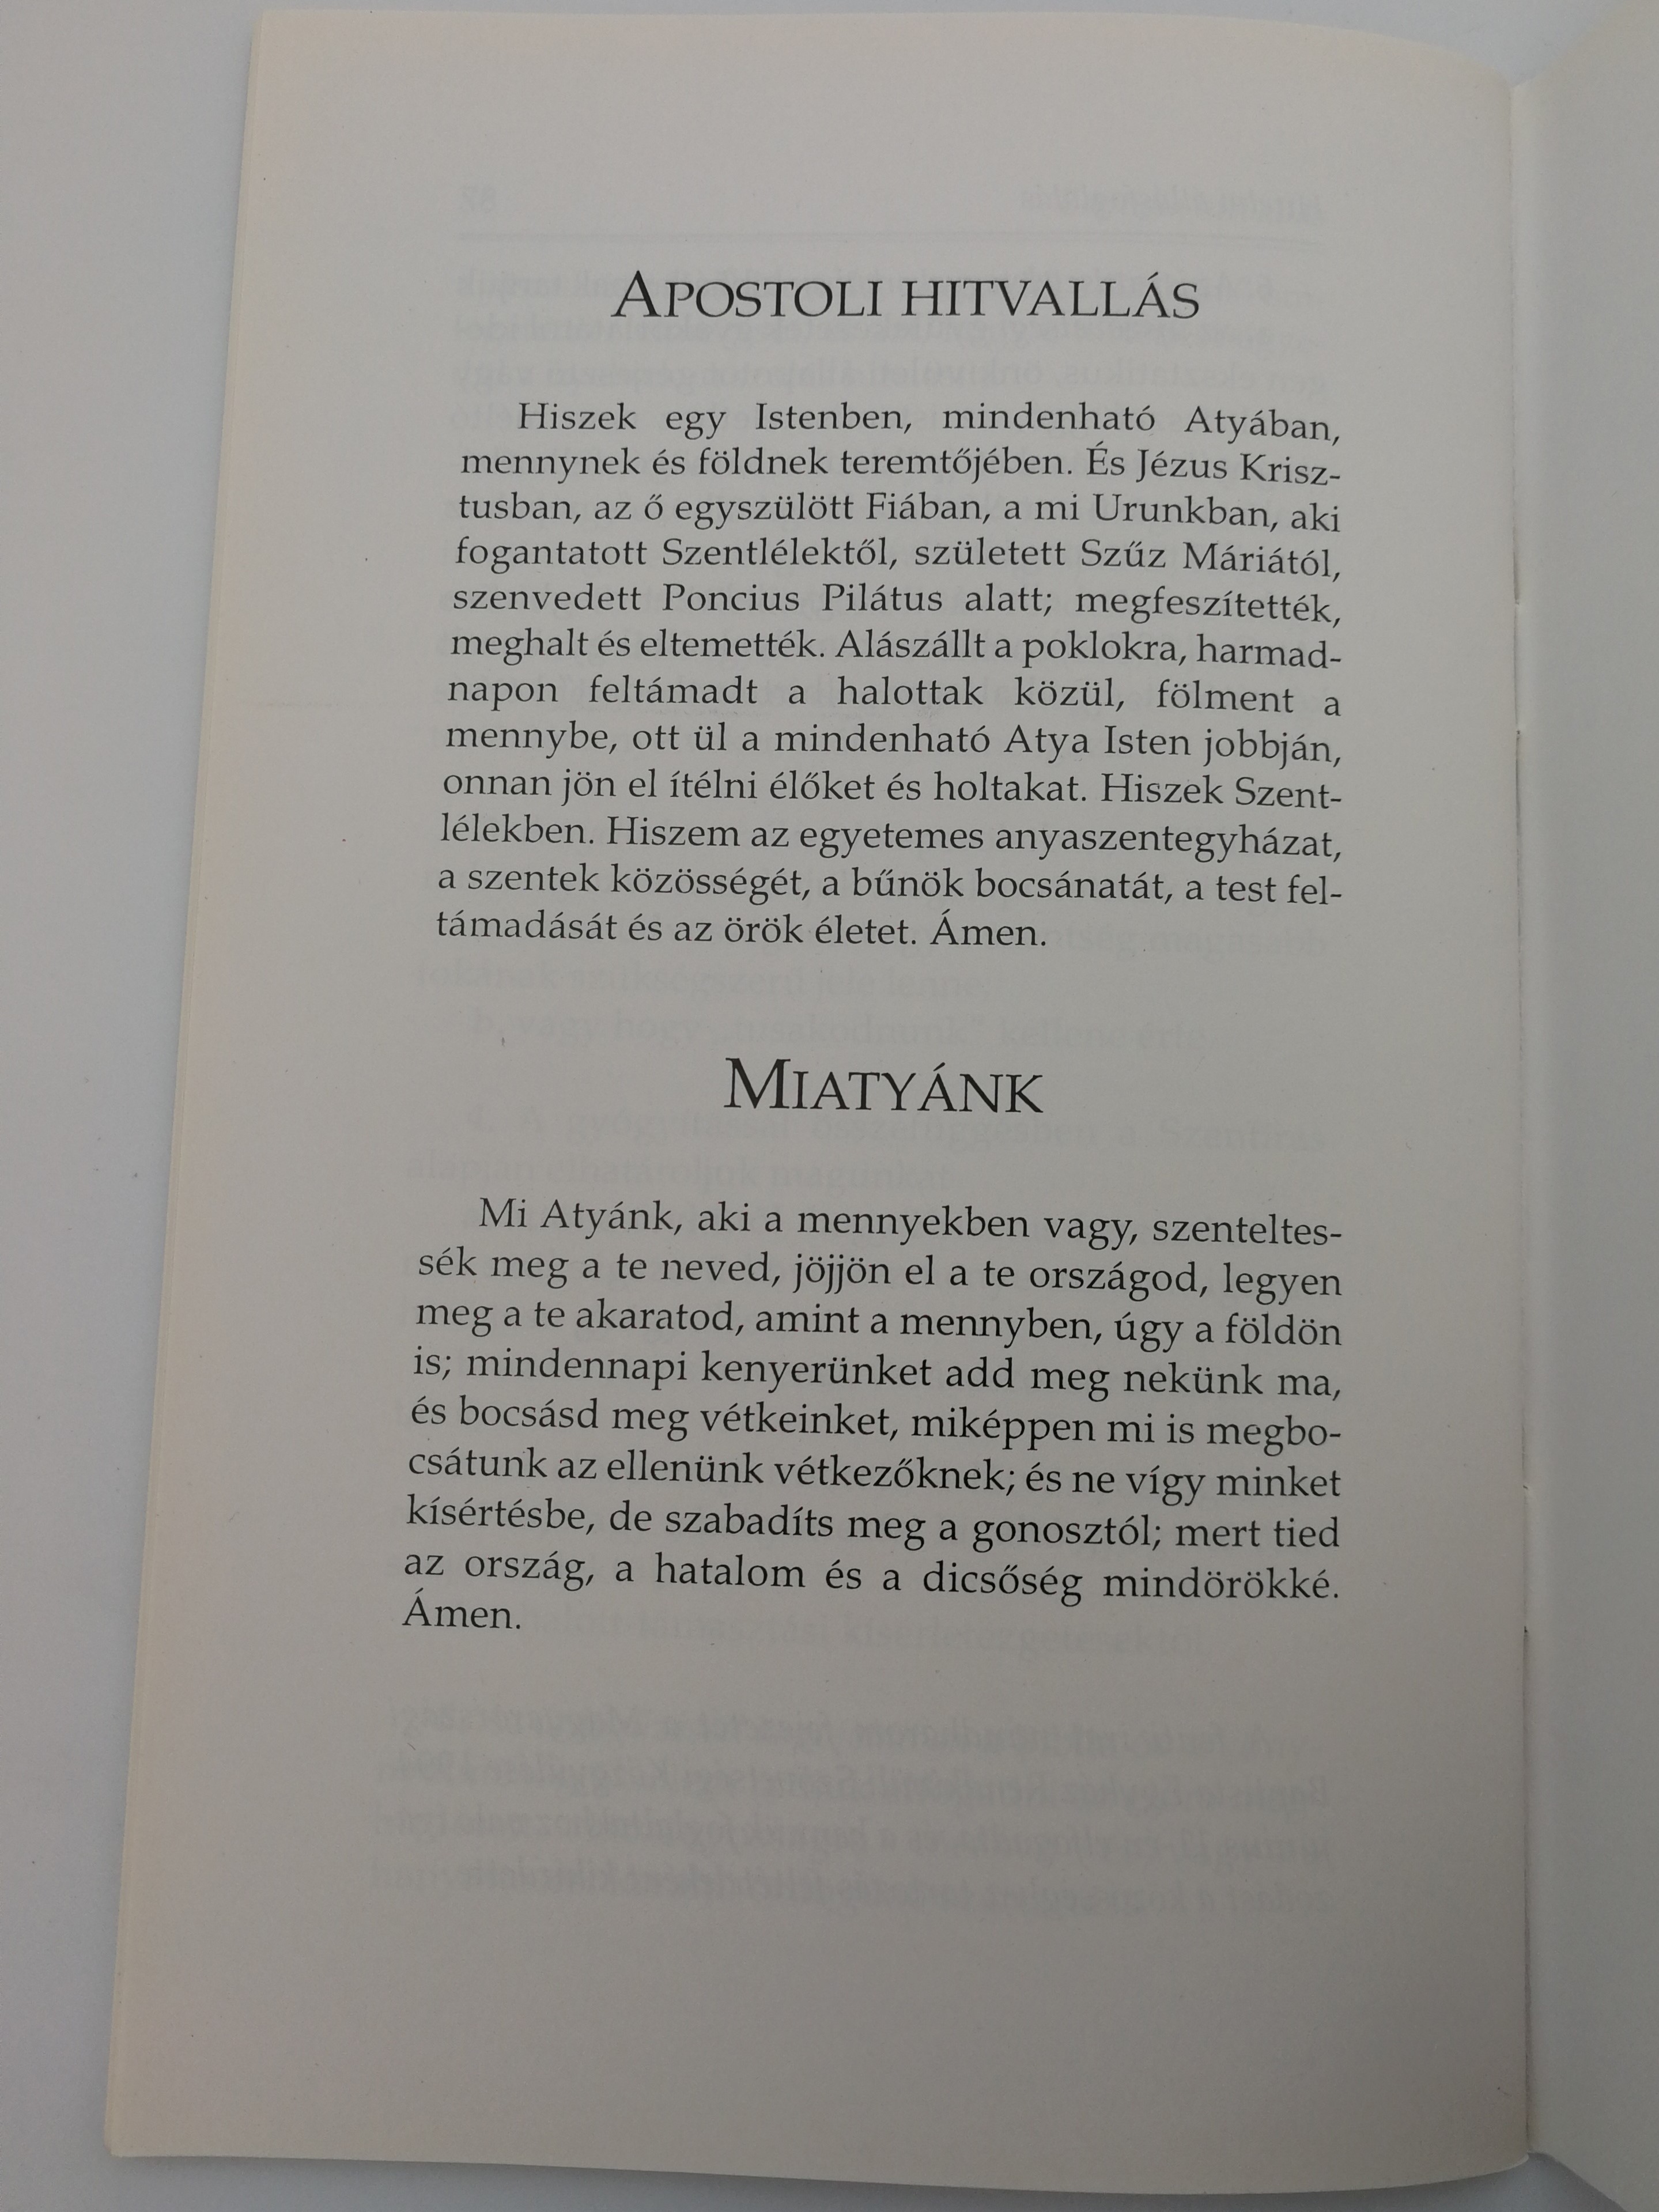 APOSTOLI HITVALLÁS
Hiszek egy Istenben, mindenható Atyában,
mennynek és földnek teremtőjében. És Jézus Krisz-
tusban, az ő egyszülött Fiában, a mi Urunkban, aki
fogantatott Szentlélektől, született Szűz Máriától,
szenvedett Poncius Pilátus alatt; megfeszítették,
meghalt és eltemették. Alászállt a poklokra, harmad-
napon feltámadt a halottak közül, fölment a
mennybe, ott ül a mindenható Atya Isten jobbján,
onnan jön el ítélni élőket és holtakat. Hiszek Szent-
lélekben. Hiszem az egyetemes anyaszentegyházat,
a szentek közösségét, a bűnök bocsánatát, a test fel-
támadását és az örök életet. Ámen.
MIATYÁNK
Mi Atyánk, aki a mennyekben vagy, szenteltes-
sék meg a te neved, jöjjön el a te országod, legyen
meg a te akaratod, amint a mennyben, úgy a földön
is; mindennapi kenyerünket add meg nekünk ma,
és bocsásd meg vétkeinket, miképpen mi is megbo-
csátunk az ellenünk vétkezőknek; és ne vígy minket
kísértésbe, de szabadíts meg a gonosztól; mert tied
az ország, a hatalom és a dicsőség mindörökké.
Ámen.